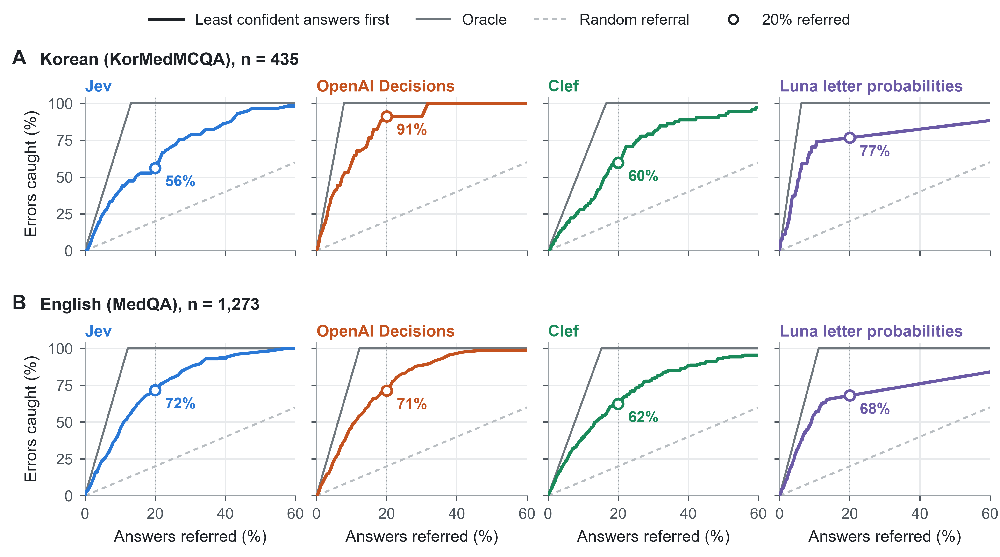 Least confident answers first Oracle Random referral 20% referred
A Korean (KorMedMCQA), n = 435
Jev OpenAI Decisions Clef Luna letter probabilities
Errors caught (%)
100
75
50
25
0
56%
91%
60%
77%
B English (MedQA), n = 1,273
Jev OpenAI Decisions Clef Luna letter probabilities
Errors caught (%)
100
75
50
25
0
72%
71%
62%
68%
0 20 40 60 0 20 40 60 0 20 40 60 0 20 40 60
Answers referred (%) Answers referred (%) Answers referred (%) Answers referred (%)